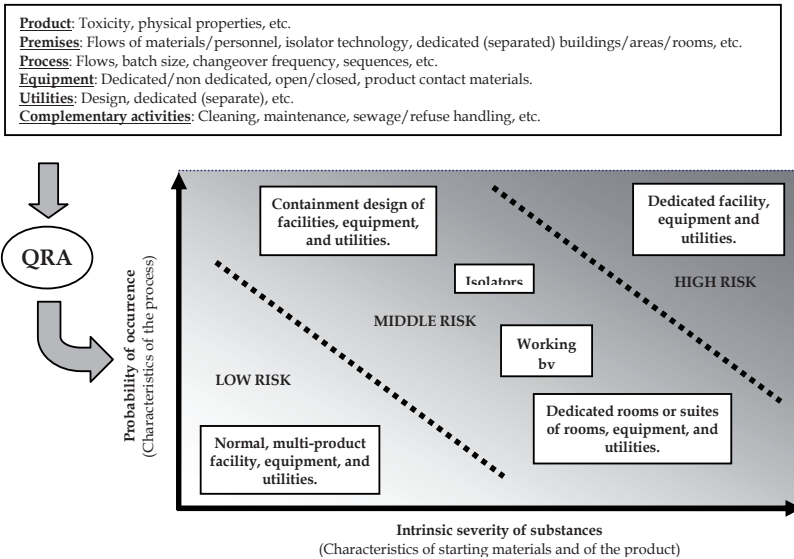 Product: Toxicity, physical properties, etc.
Premises: Flows of materials/personnel, isolator technology, dedicated (separated) buildings/areas/rooms, etc.
Process: Flows, batch size, changeover frequency, sequences, etc.
Equipment: Dedicated/non dedicated, open/closed, product contact materials.
Utilities: Design, dedicated (separate), etc.
Complementary activities: Cleaning, maintenance, sewage/refuse handling, etc.
QRA
Probability of occurrence
(Characteristics of the process)
Containment design of
facilities, equipment,
and utilities.
Dedicated facility,
equipment and
utilities.
Isolators
HIGH RISK
MIDDLE RISK
Working
by
LOW RISK
Dedicated rooms or suites
of rooms, equipment, and
utilities.
Normal, multi-product
facility, equipment, and
utilities.
Intrinsic severity of substances
(Characteristics of starting materials and of the product)